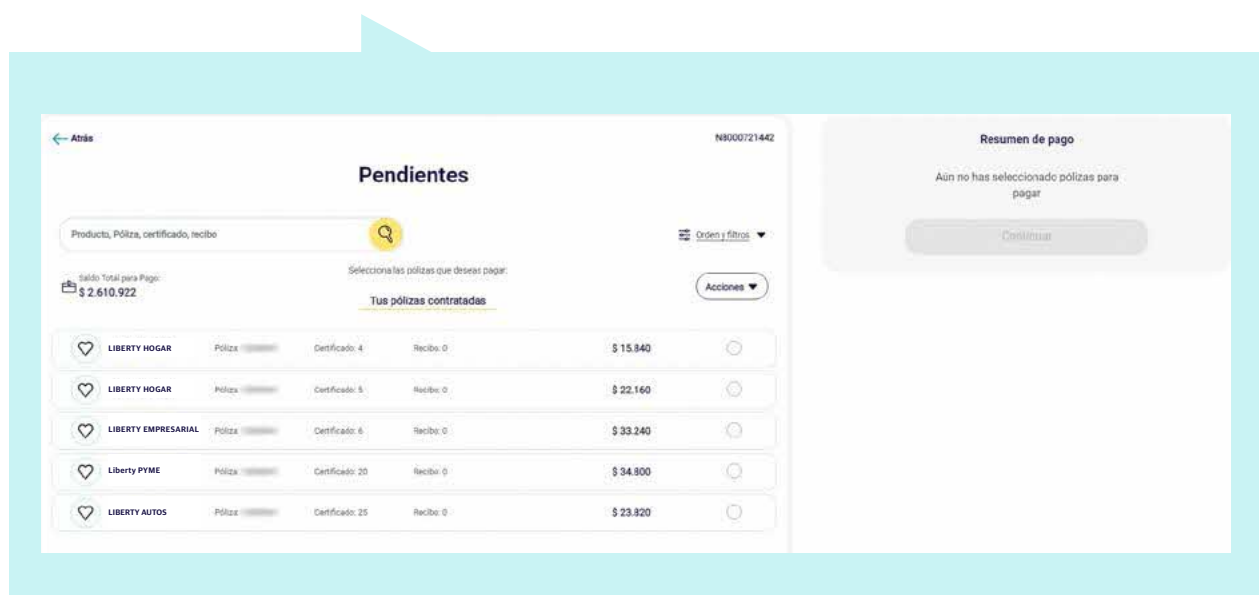 Atrás
N8000721442
Pendientes
Producto, Póliza, certificado, recibo
Orden y filtros
Saldo Total para Pago:
$ 2.610.922
Selecciona las pólizas que deseas pagar:
Acciones
Tus pólizas contratadas
LIBERTY HOGAR Póliza: Certificado: 4 Recibo: 0 $ 15.840
LIBERTY HOGAR Póliza: Certificado: 5 Recibo: 0 $ 22.160
LIBERTY EMPRESARIAL Póliza: Certificado: 6 Recibo: 0 $ 33.240
Liberty PYME Póliza: Certificado: 20 Recibo: 0 $ 34.800
LIBERTY AUTOS Póliza: Certificado: 25 Recibo: 0 $ 23.820
Resumen de pago
Aún no has seleccionado pólizas para
pagar
Continuar